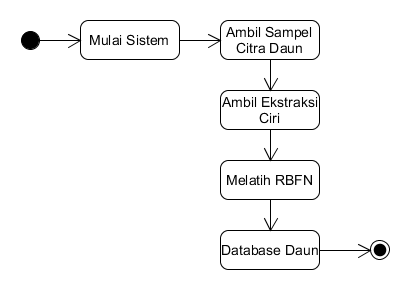 Mulai Sistem
Ambil Sampel
Citra Daun
Ambil Ekstraksi
Ciri
Melatih RBFN
Database Daun